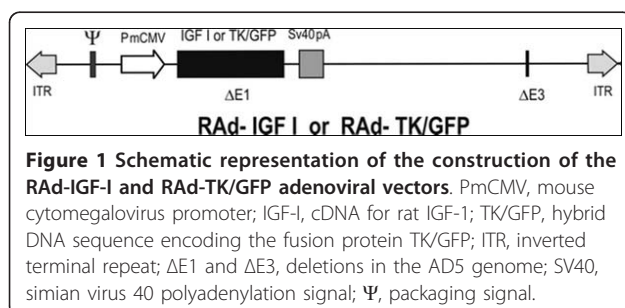 Ψ PmCMV IGF I or TK/GFP Sv40pA
ITR ΔE1 ΔE3 ITR
RAd- IGF I or RAd- TK/GFP
Figure 1 Schematic representation of the construction of the
RAd-IGF-I and RAd-TK/GFP adenoviral vectors. PmCMV, mouse
cytomegalovirus promoter; IGF-I, cDNA for rat IGF-1; TK/GFP, hybrid
DNA sequence encoding the fusion protein TK/GFP; ITR, inverted
terminal repeat; ΔE1 and ΔE3, deletions in the AD5 genome; SV40,
simian virus 40 polyadenylation signal; Ψ, packaging signal.